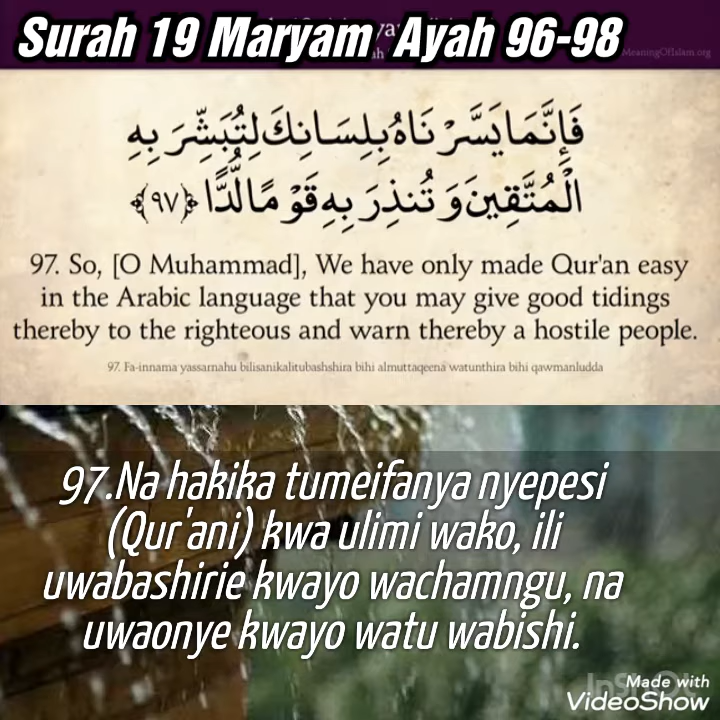 Surah 19 Maryam Ayah 96-98
MeaningOfIslam.org
فَإِنَّمَا يَسَّرْنَاهُ بِلِسَانِكَ لِتُبَشِّرَ بِهِ
الْمُتَّقِينَ وَتُنذِرَ بِهِ قَوْمًا لُّدًّا ﴿٩٧﴾
97. So, [O Muhammad], We have only made Qur'an easy
in the Arabic language that you may give good tidings
thereby to the righteous and warn thereby a hostile people.
97. Fa-innama yassarnahu bilisanikalitubashshira bihi almuttaqeena watunthira bihi qawmanludda
97.Na hakika tumeifanya nyepesi
(Qur'ani) kwa ulimi wako, ili
uwabashirie kwayo wachamngu, na
uwaonye kwayo watu wabishi.
Made with
VideoShow